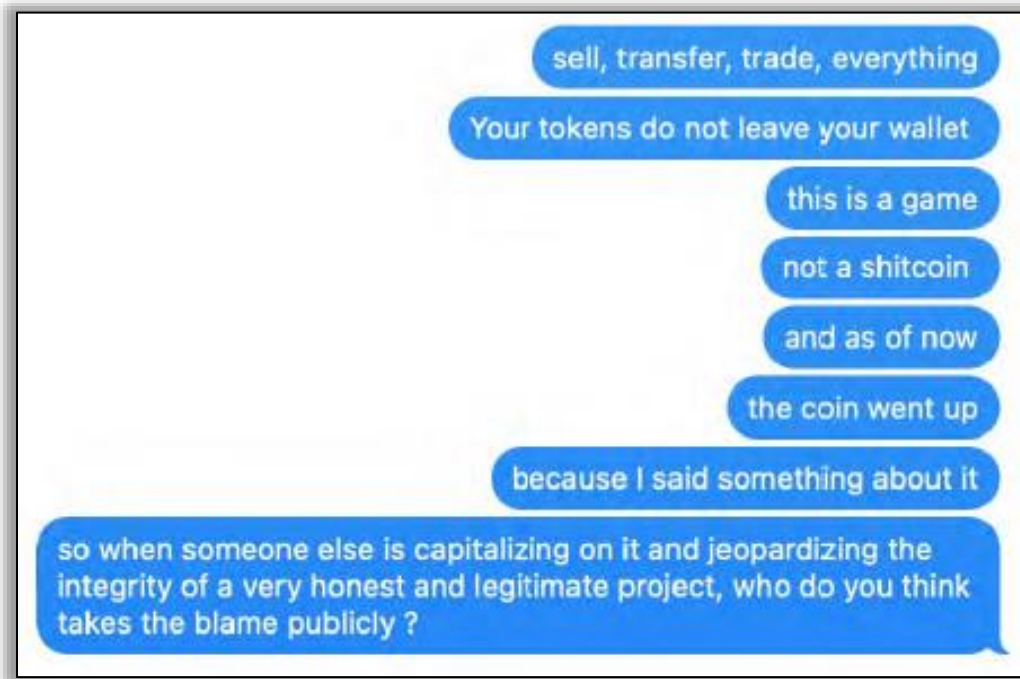 sell, transfer, trade, everything
Your tokens do not leave your wallet
this is a game
not a shitcoin
and as of now
the coin went up
because I said something about it
so when someone else is capitalizing on it and jeopardizing the
integrity of a very honest and legitimate project, who do you think
takes the blame publicly ?